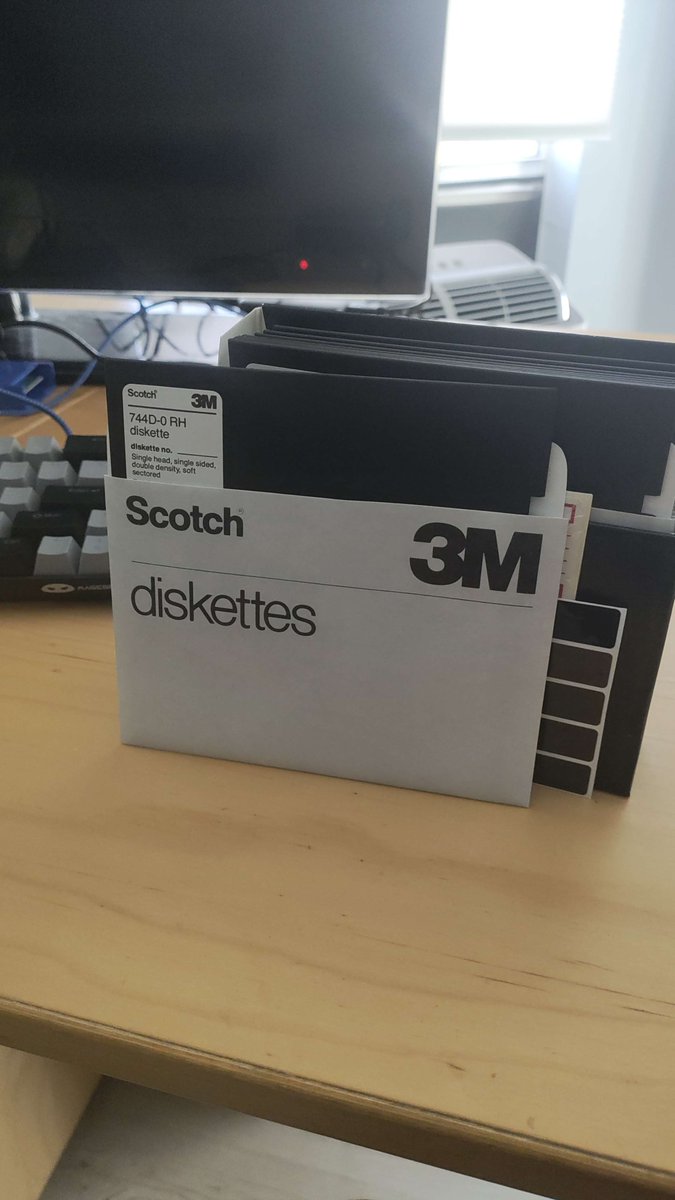 Scotch® 3M
744D-0 RH
diskette
diskette no.
Single head, single sided,
double density, soft
sectored
Scotch® 3M
diskettes